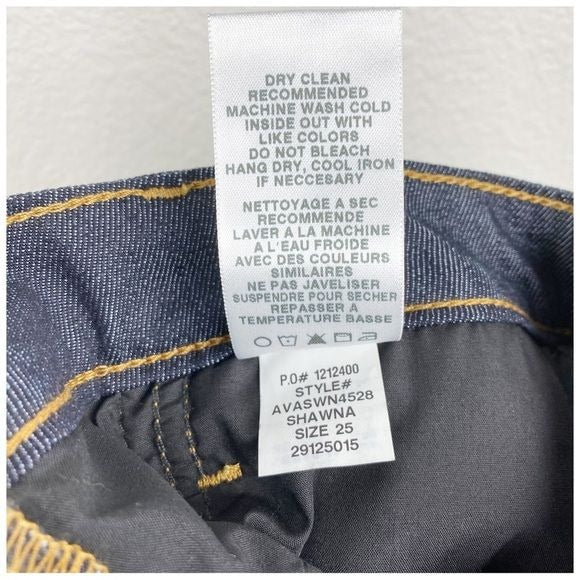 DRY CLEAN
RECOMMENDED
MACHINE WASH COLD
INSIDE OUT WITH
LIKE COLORS
DO NOT BLEACH
HANG DRY, COOL IRON
IF NECCESARY
NETTOYAGE A SEC
RECOMMENDE
LAVER A LA MACHINE
A L'EAU FROIDE
AVEC DES COULEURS
SIMILAIRES
NE PAS JAVELISER
SUSPENDRE POUR SECHER
REPASSER A
TEMPERATURE BASSE
P.O# 1212400
STYLE#
AVASWN4528
SHAWNA
SIZE 25
29125015